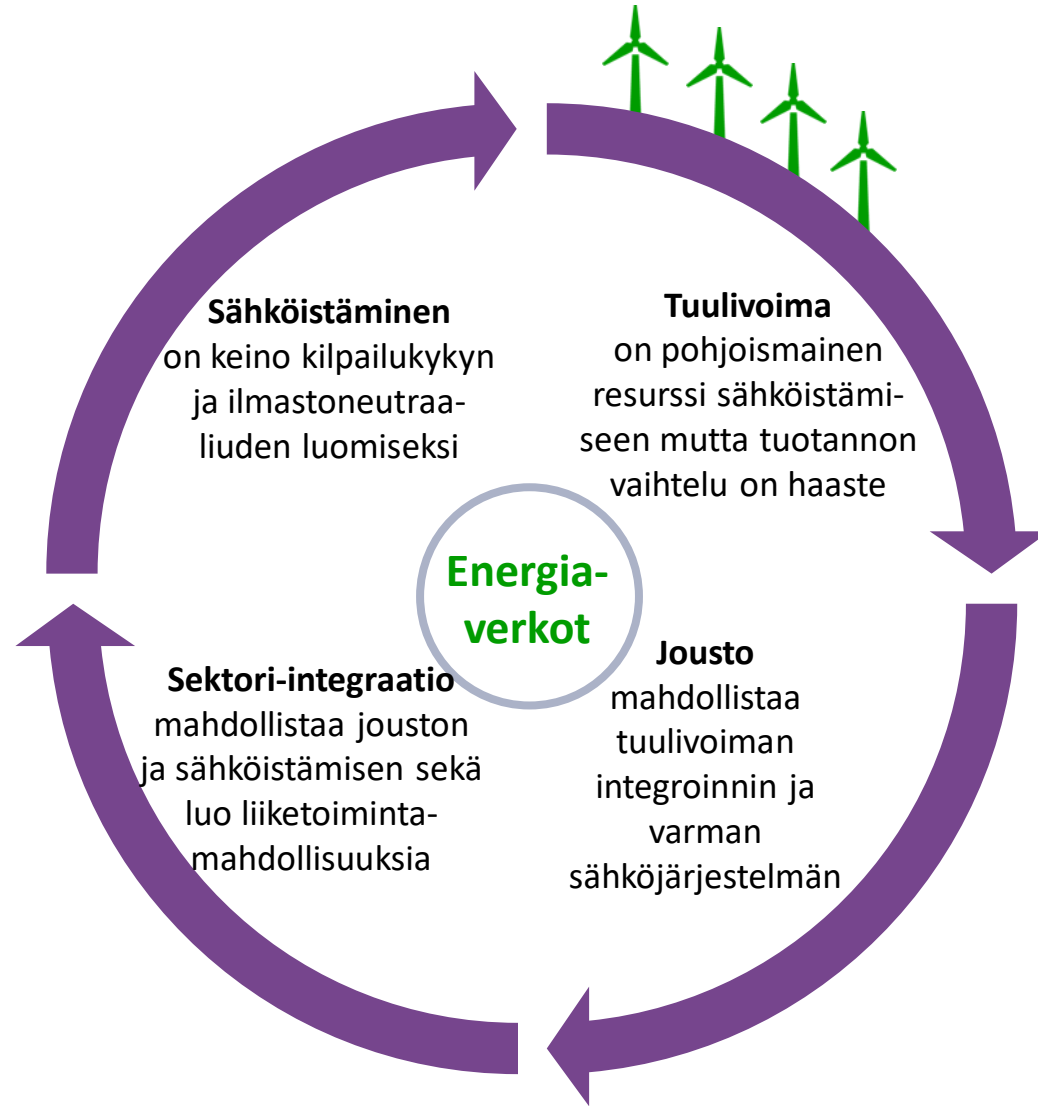 Sähköistäminen
on keino kilpailukykyn
ja ilmastoneutraa-
liuden luomiseksi
Tuulivoima
on pohjoismainen
resurssi sähköistämi-
seen mutta tuotannon
vaihtelu on haaste
Energia-
verkot
Sektori-integraatio
mahdollistaa jouston
ja sähköistämisen sekä
luo liiketoiminta-
mahdollisuuksia
Jousto
mahdollistaa
tuulivoiman
integroinnin ja
varman
sähköjärjestelmän